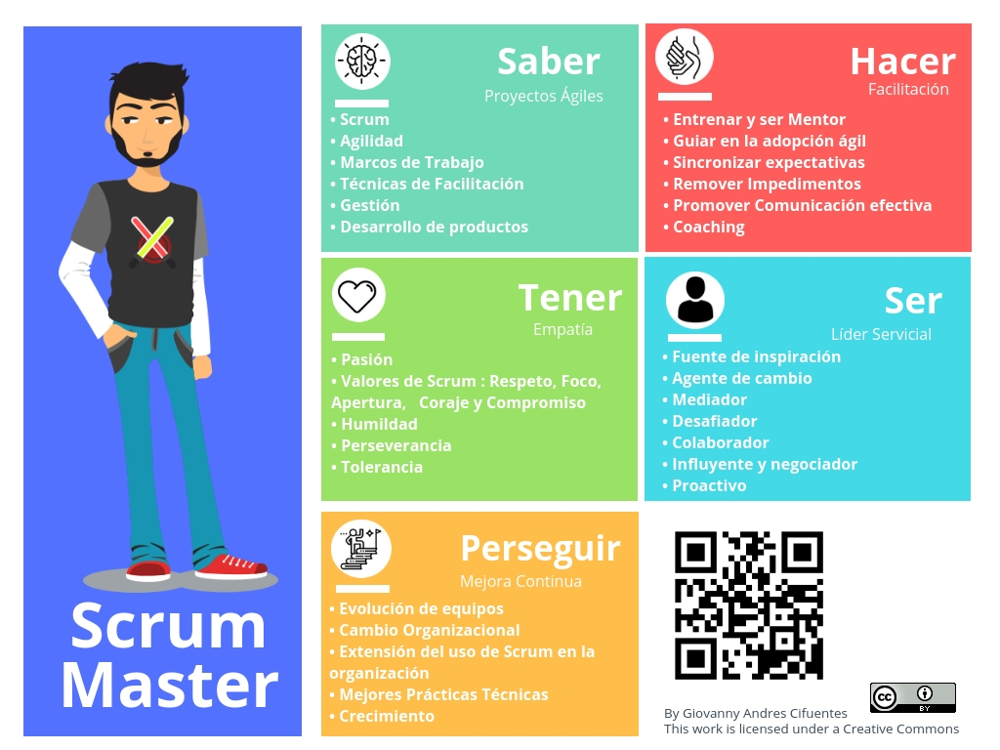 Scrum
Master
Saber
Proyectos Ágiles
• Scrum
• Agilidad
• Marcos de Trabajo
• Técnicas de Facilitación
• Gestión
• Desarrollo de productos
Hacer
Facilitación
• Entrenar y ser Mentor
• Guiar en la adopción ágil
• Sincronizar expectativas
• Remover Impedimentos
• Promover Comunicación efectiva
• Coaching
Tener
Empatía
• Pasión
• Valores de Scrum : Respeto, Foco,
Apertura,   Coraje y Compromiso
• Humildad
• Perseverancia
• Tolerancia
Ser
Líder Servicial
• Fuente de inspiración
• Agente de cambio
• Mediador
• Desafiador
• Colaborador
• Influyente y negociador
• Proactivo
Perseguir
Mejora Continua
• Evolución de equipos
• Cambio Organizacional
• Extensión del uso de Scrum en la
organización
• Mejores Prácticas Técnicas
• Crecimiento
cc
BY
By Giovanny Andres Cifuentes
This work is licensed under a Creative Commons